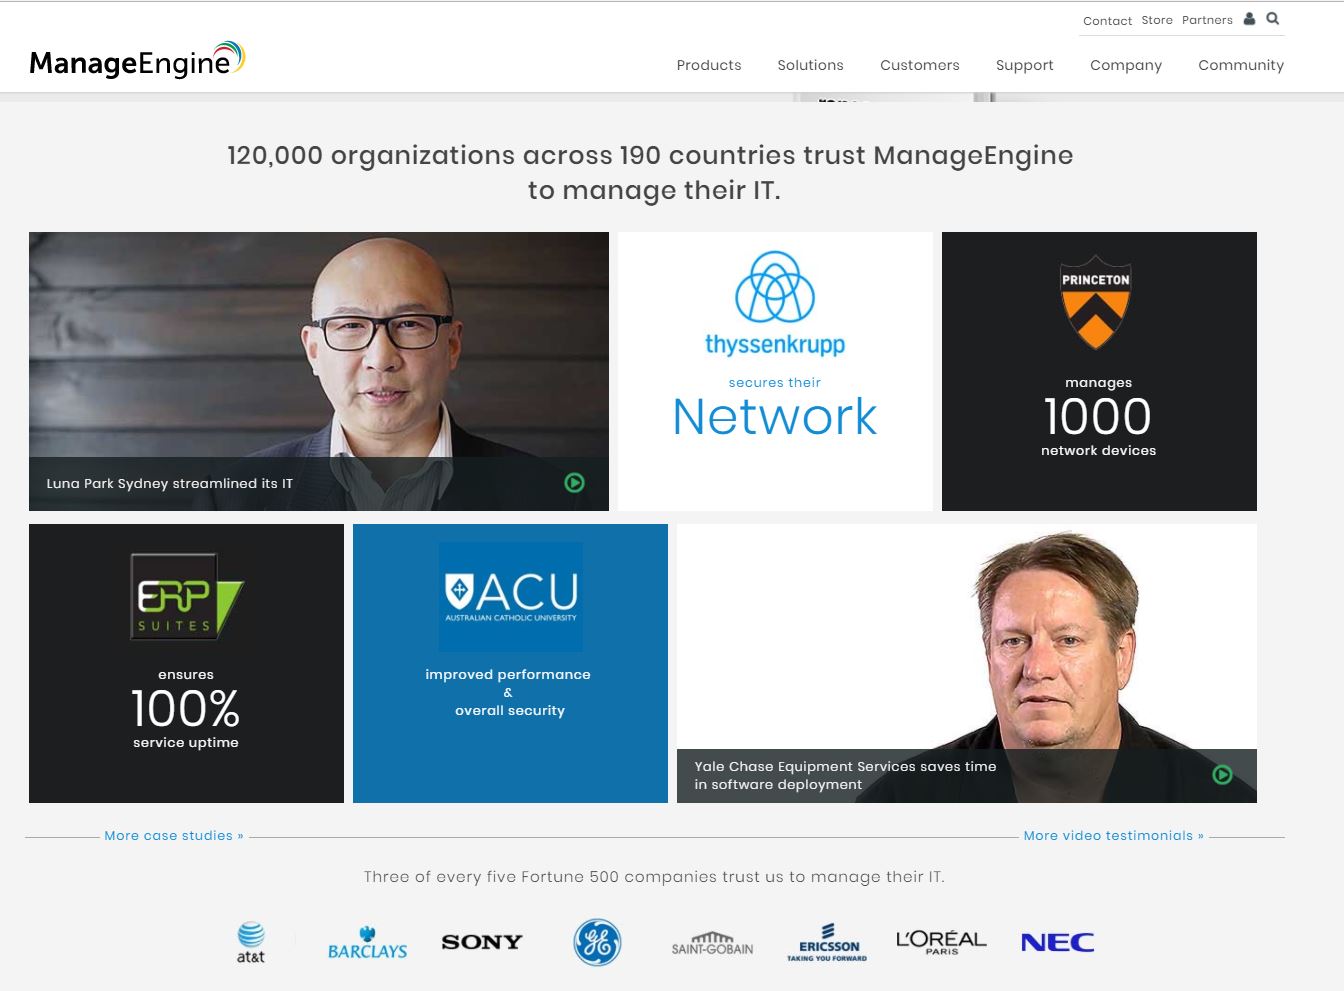 Contact Store Partners
ManageEngine
Products Solutions Customers Support Company Community
120,000 organizations across 190 countries trust ManageEngine
to manage their IT.
Luna Park Sydney streamlined its IT
thyssenkrupp
secures their
Network
PRINCETON
manages
1000
network devices
ERP
SUITES
ensures
100%
service uptime
ACU
AUSTRALIAN CATHOLIC UNIVERSITY
improved performance
&
overall security
Yale Chase Equipment Services saves time
in software deployment
More case studies »
More video testimonials »
Three of every five Fortune 500 companies trust us to manage their IT.
at&t
BARCLAYS
SONY
GE
SAINT-GOBAIN
ERICSSON
TAKING YOU FORWARD
L'ORÉAL
PARIS
NEC